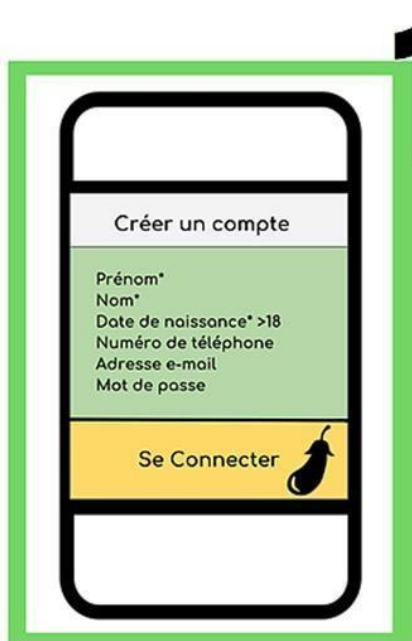 Créer un compte
Prénom*
Nom*
Date de naissance* >18
Numéro de téléphone
Adresse e-mail
Mot de passe
Se Connecter